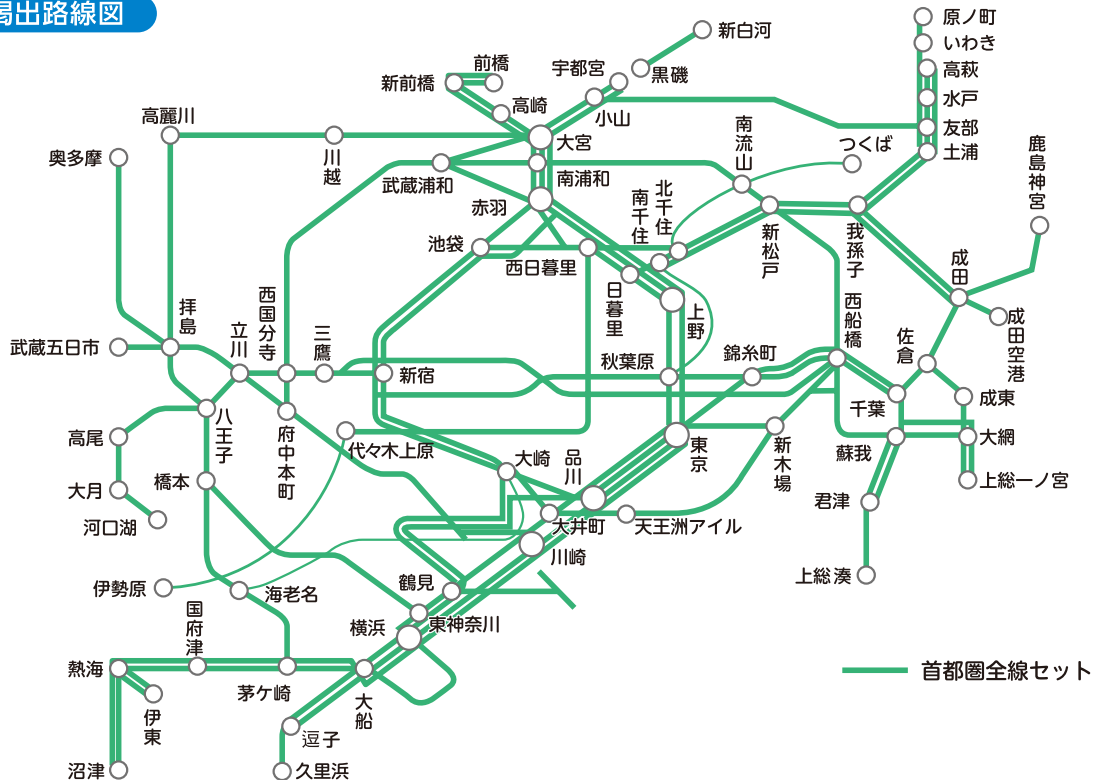 掲出路線図
新白河
原ノ町
いわき
前橋
宇都宮
黒磯
新前橋
高萩
高崎
小山
水戸
高麗川
大宮
南流山
つくば
友部
奥多摩
川越
土浦
鹿島神宮
武蔵浦和
南浦和
北千住
南千住
赤羽
池袋
西日暮里
新松戸
我孫子
成田
日暮里
上野
西船橋
成田空港
拝島
立川
西国分寺
三鷹
武蔵五日市
新宿
秋葉原
錦糸町
佐倉
千葉
成東
八王子
高尾
府中本町
代々木上原
大崎
品川
東京
新木場
蘇我
大網
橋本
大月
君津
上総一ノ宮
河口湖
大井町
天王洲アイル
川崎
伊勢原
海老名
鶴見
上総湊
国府津
横浜
東神奈川
熱海
茅ケ崎
大船
首都圏全線セット
伊東
逗子
沼津
久里浜